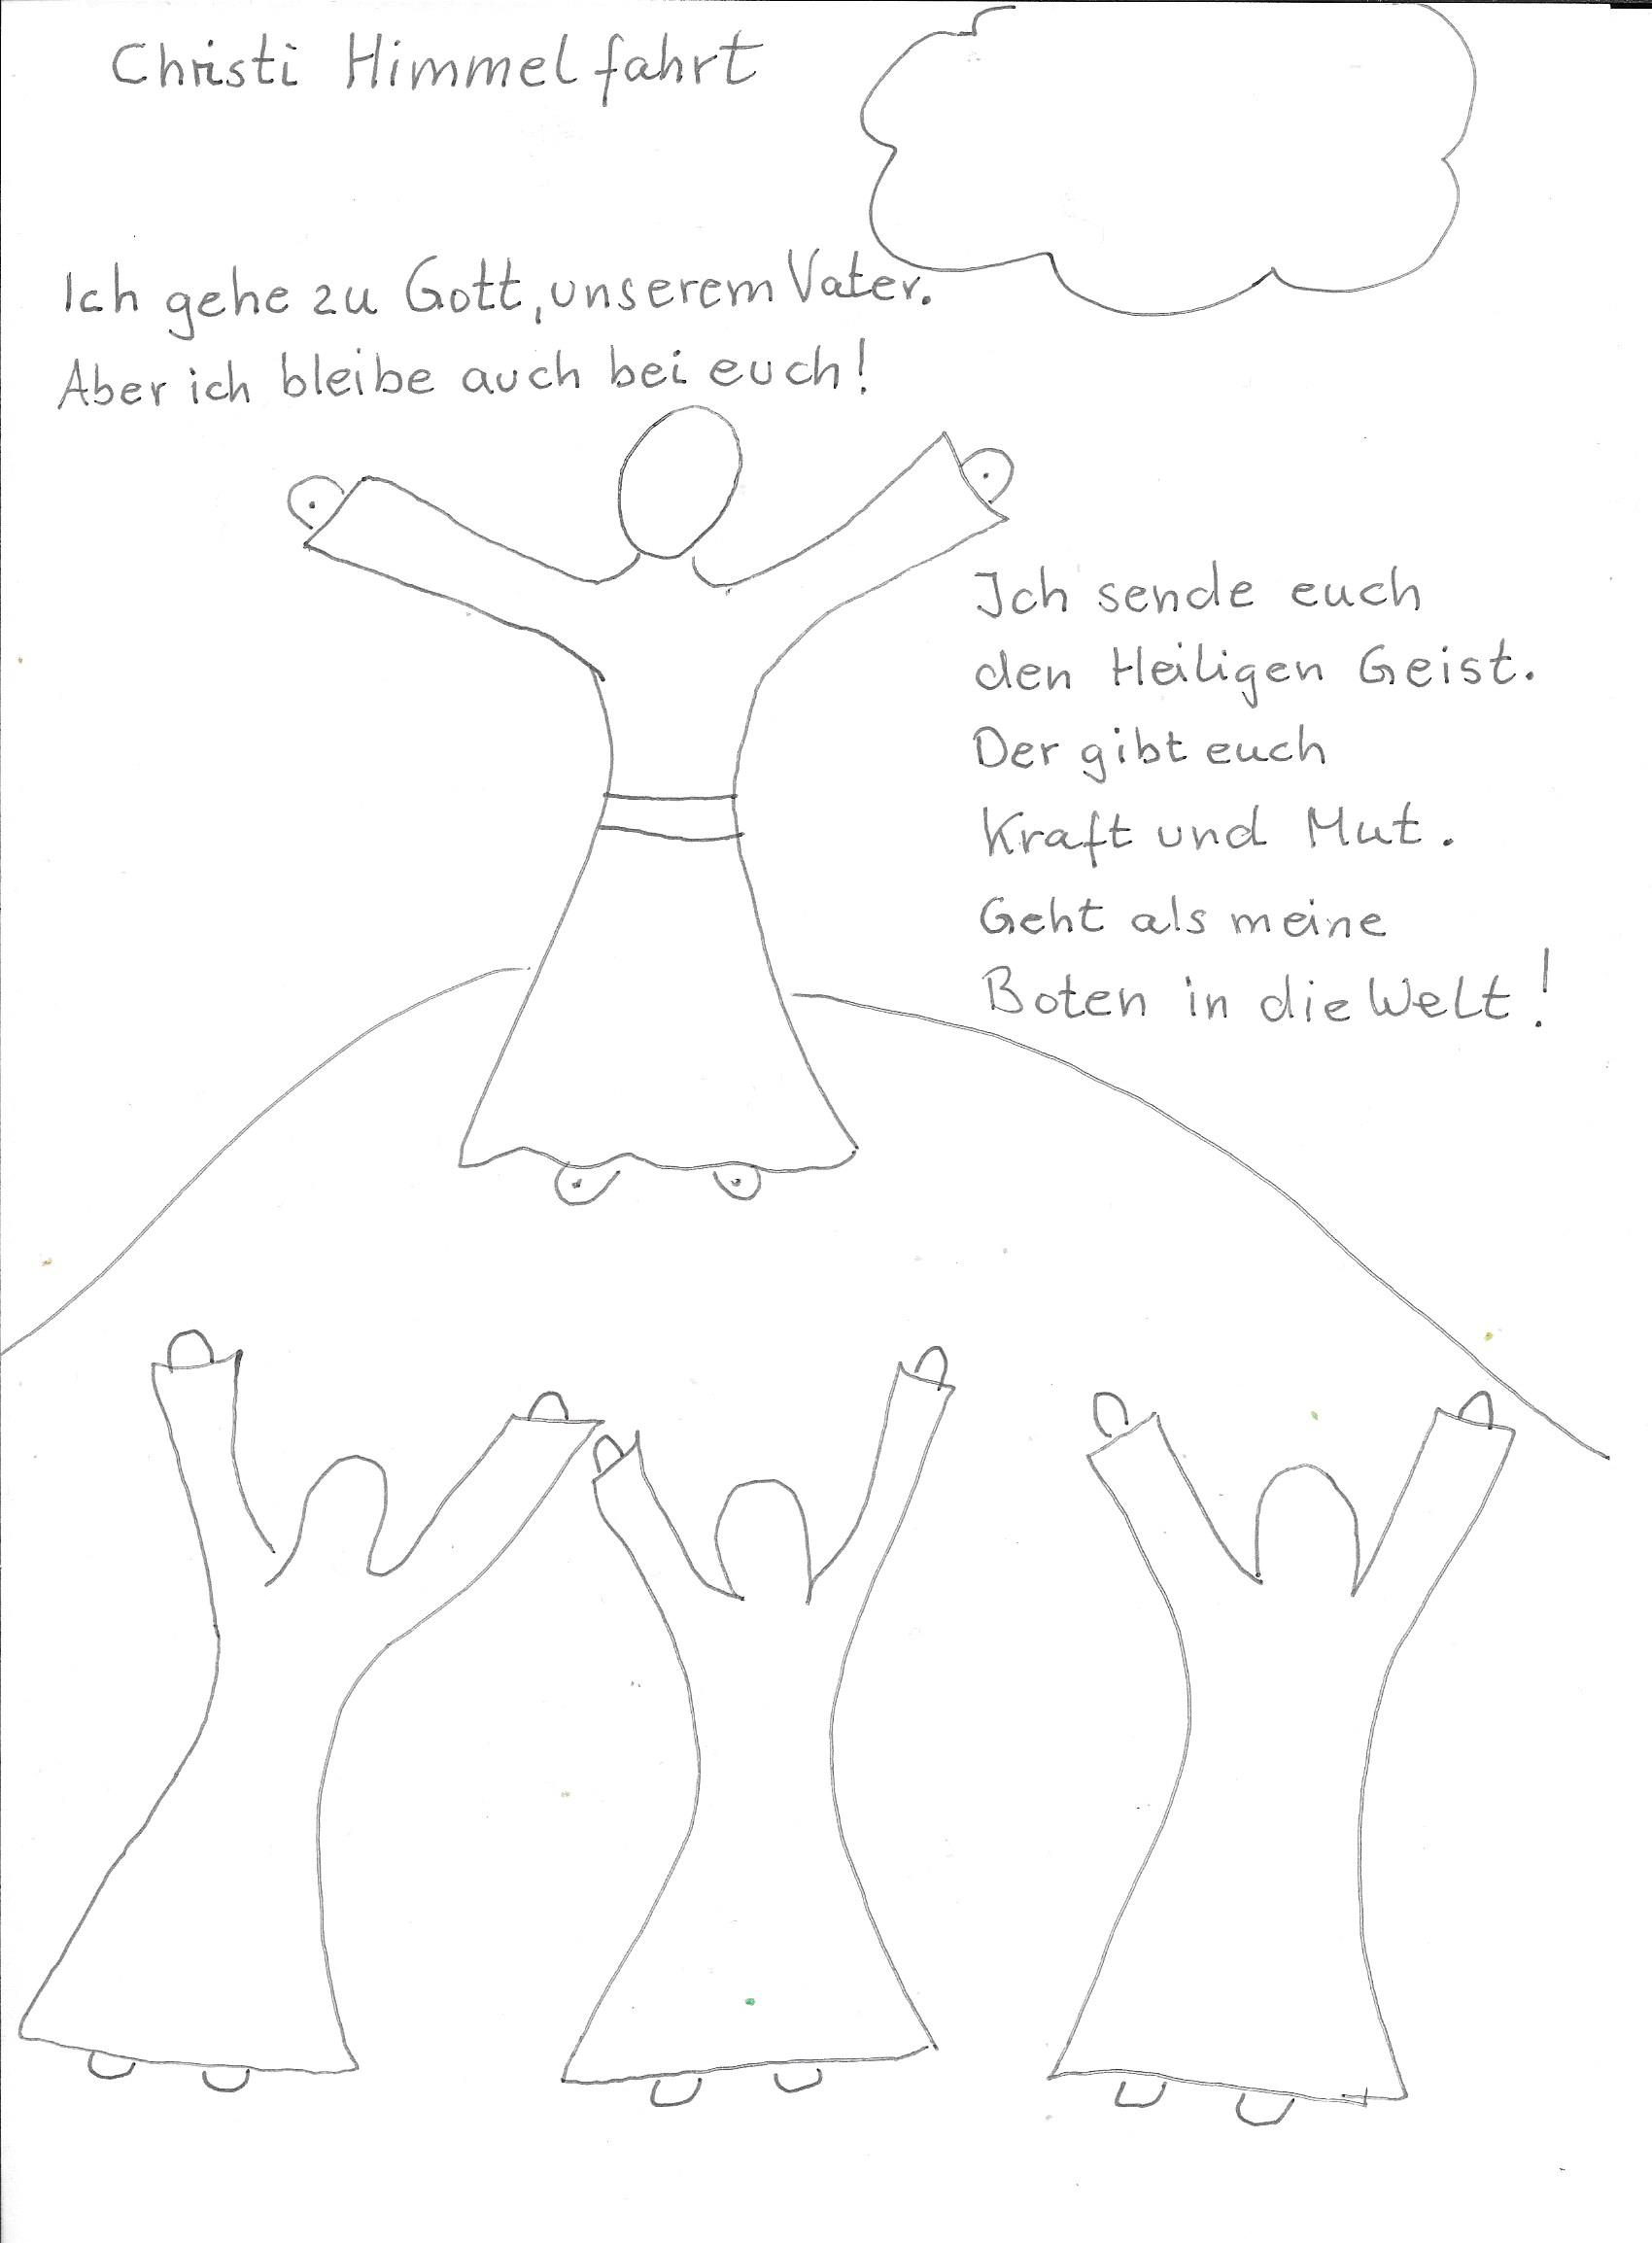 Christi Himmelfahrt
Ich gehe zu Gott, unserem Vater.
Aber ich bleibe auch bei euch!
Ich sende euch
den Heiligen Geist.
Der gibt euch
Kraft und Mut.
Geht als meine
Boten in die Welt!